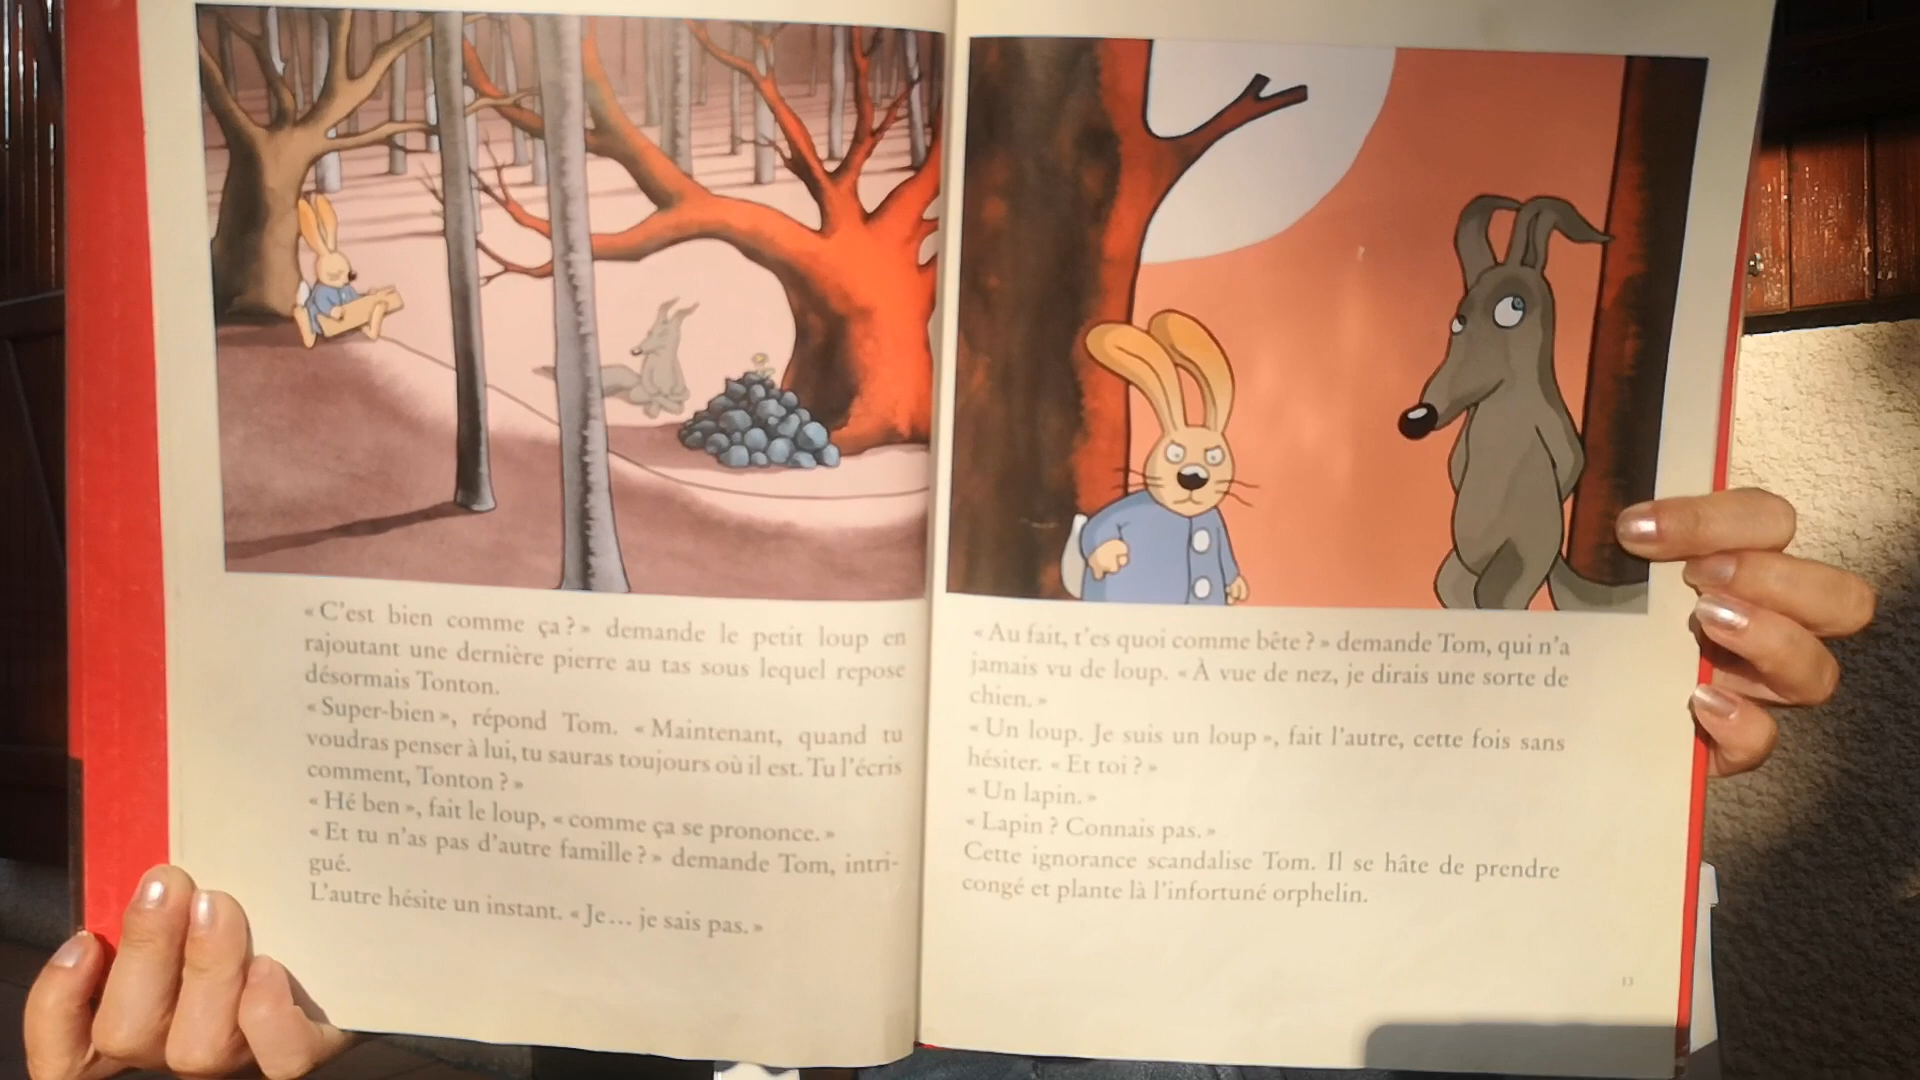 « C'est bien comme ça ? » demande le petit loup en
rajoutant une dernière pierre au tas sous lequel repose
désormais Tonton.
« Super-bien », répond Tom. « Maintenant, quand tu
voudras penser à lui, tu sauras toujours où il est. Tu l'écris
comment, Tonton ? »
« Hé ben », fait le loup, « comme ça se prononce. »
« Et tu n'as pas d'autre famille ? » demande Tom, intri-
gué.
L'autre hésite un instant. « Je… je sais pas. »
« Au fait, t'es quoi comme bête ? » demande Tom, qui n'a
jamais vu de loup. « À vue de nez, je dirais une sorte de
chien. »
« Un loup. Je suis un loup », fait l'autre, cette fois sans
hésiter. « Et toi ? »
« Un lapin. »
« Lapin ? Connais pas. »
Cette ignorance scandalise Tom. Il se hâte de prendre
congé et plante là l'infortuné orphelin.
13